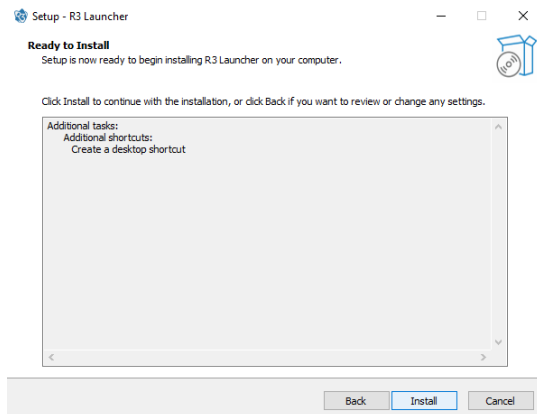 Setup - R3 Launcher
Ready to Install
Setup is now ready to begin installing R3 Launcher on your computer.
Click Install to continue with the installation, or click Back if you want to review or change any settings.
Additional tasks:
Additional shortcuts:
Create a desktop shortcut
Back Install Cancel